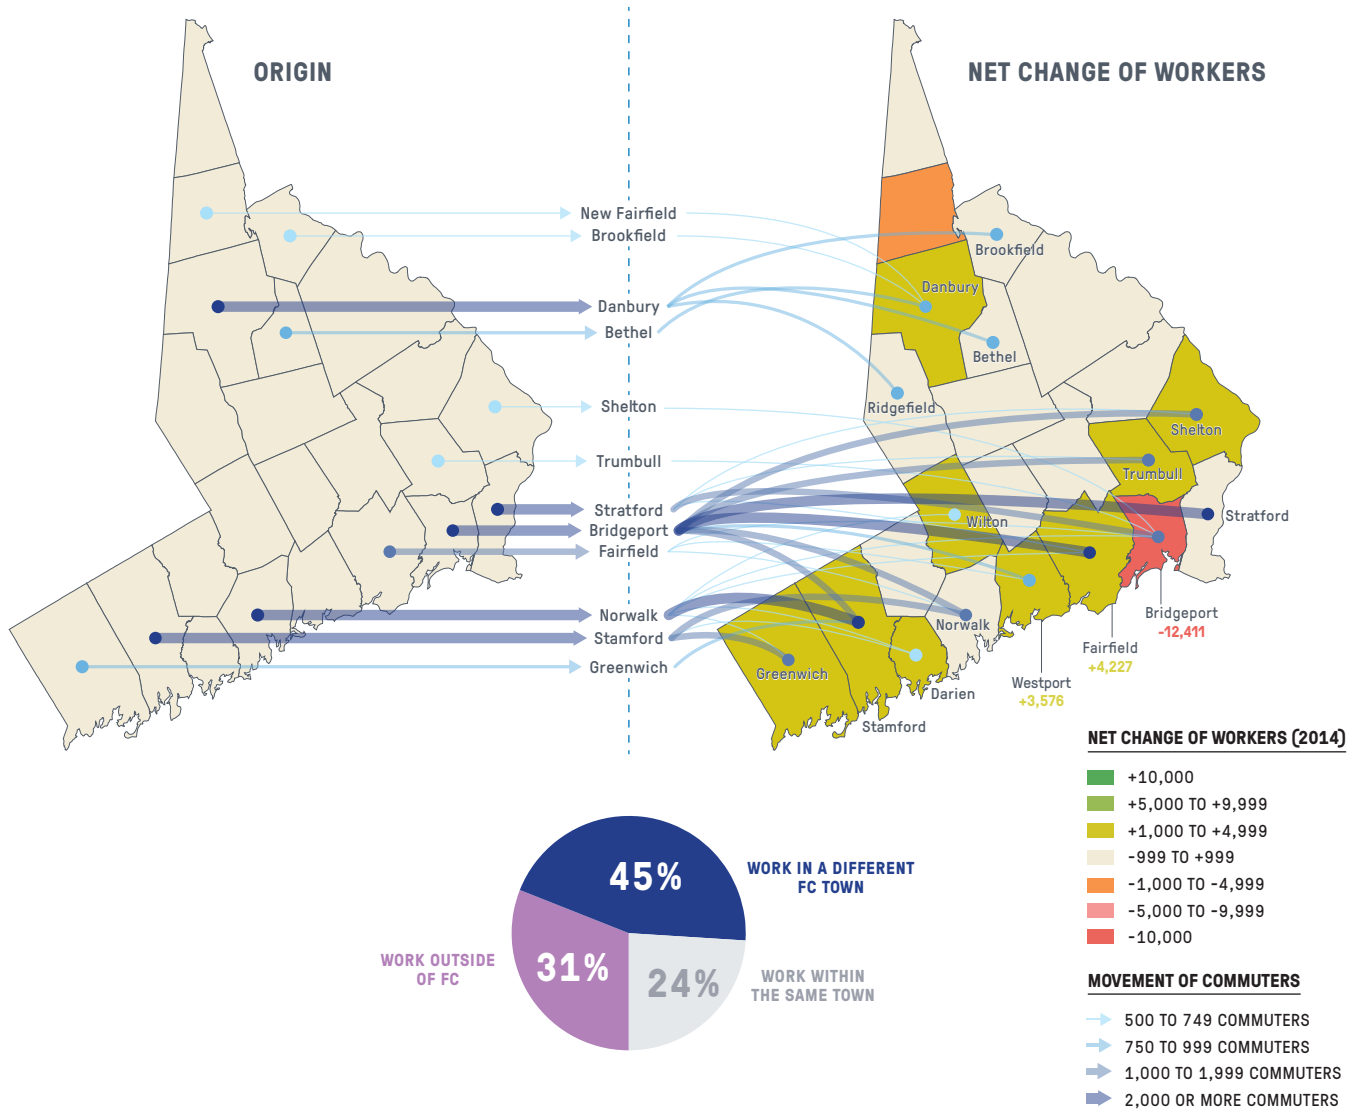 ORIGIN
NET CHANGE OF WORKERS
New Fairfield
Brookfield
Danbury
Bethel
Shelton
Trumbull
Stratford
Bridgeport
Fairfield
Norwalk
Stamford
Greenwich
Brookfield
Danbury
Bethel
Ridgefield
Shelton
Trumbull
Wilton
Stratford
Bridgeport
-12,411
Norwalk
Fairfield
+4,227
Greenwich
Westport
+3,576
Darien
Stamford
NET CHANGE OF WORKERS (2014)
+10,000
+5,000 TO +9,999
+1,000 TO +4,999
-999 TO +999
-1,000 TO -4,999
-5,000 TO -9,999
-10,000
MOVEMENT OF COMMUTERS
500 TO 749 COMMUTERS
750 TO 999 COMMUTERS
1,000 TO 1,999 COMMUTERS
2,000 OR MORE COMMUTERS
45%
WORK IN A DIFFERENT
FC TOWN
WORK OUTSIDE
OF FC
31%
24%
WORK WITHIN
THE SAME TOWN